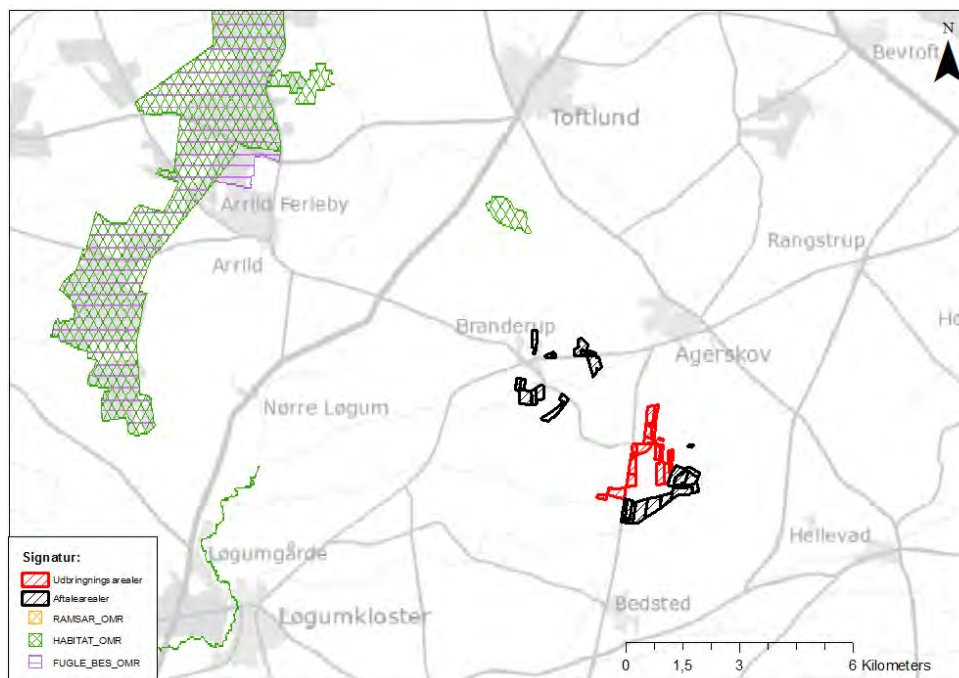 N
Bevtoft
Toftlund
Arrild Ferieby
Rangstrup
Arrild
Branderup
Agerskov
Nørre Løgum
Hellevad
Løgumgårde
Bedsted
Løgumkloster
Signatur:
Udbringningsarealer
Aftalearealer
RAMSAR_OMR
HABITAT_OMR
FUGLE_BES_OMR
0 1,5 3 6 Kilometers